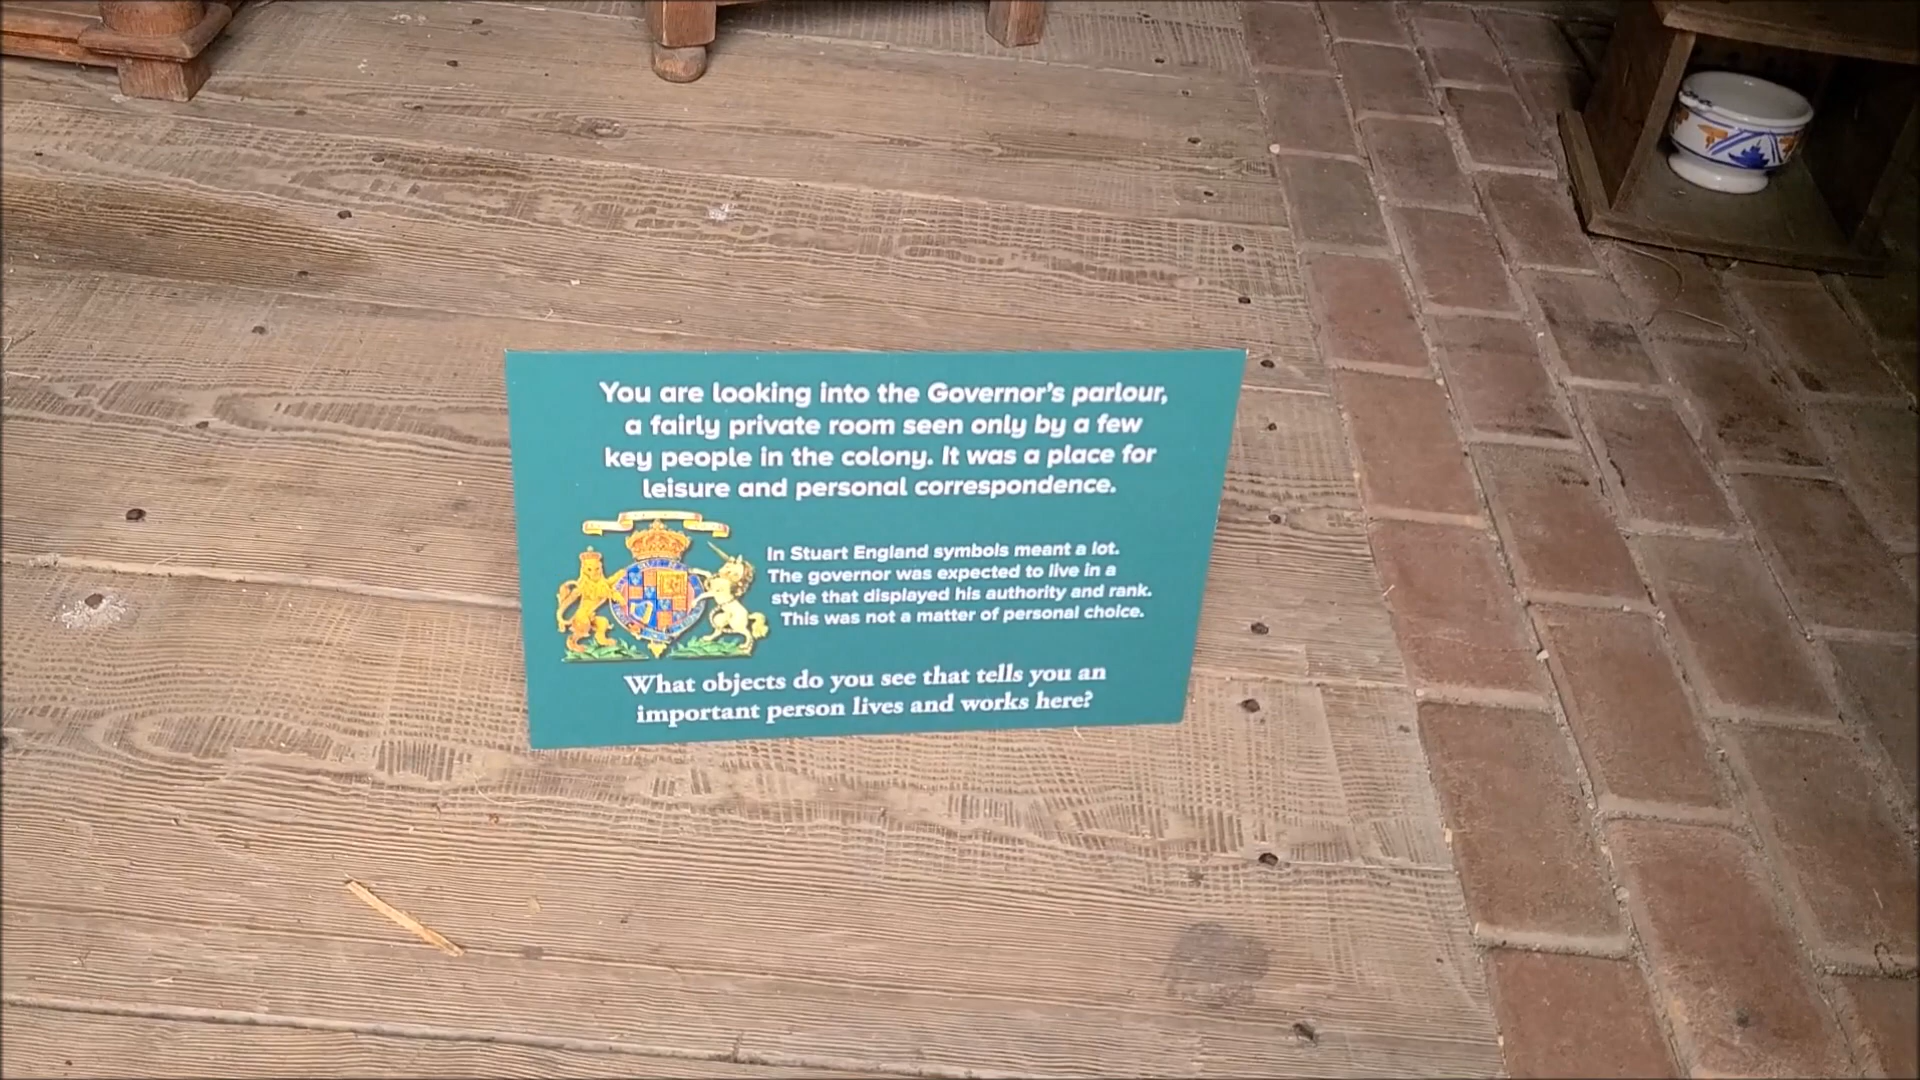 You are looking into the Governor's parlour,
a fairly private room seen only by a few
key people in the colony. It was a place for
leisure and personal correspondence.
In Stuart England symbols meant a lot.
The governor was expected to live in a
style that displayed his authority and rank.
This was not a matter of personal choice.
What objects do you see that tells you an
important person lives and works here?